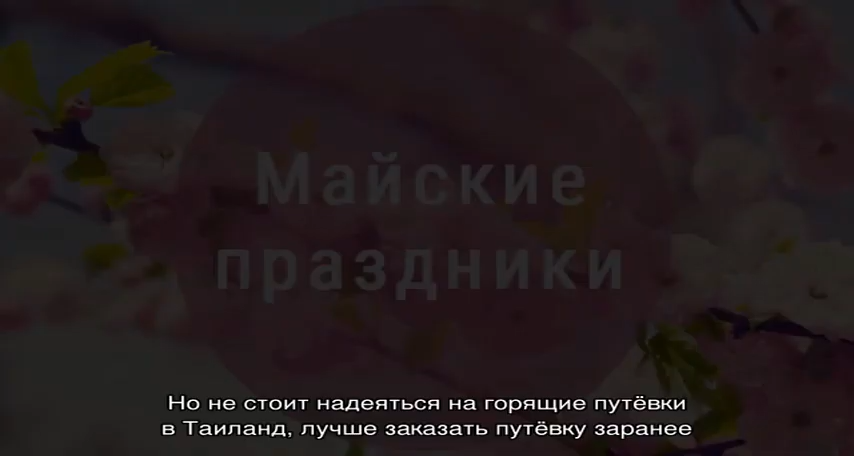 Майские
праздники
Но не стоит надеяться на горящие путёвки
в Таиланд, лучше заказать путёвку заранее